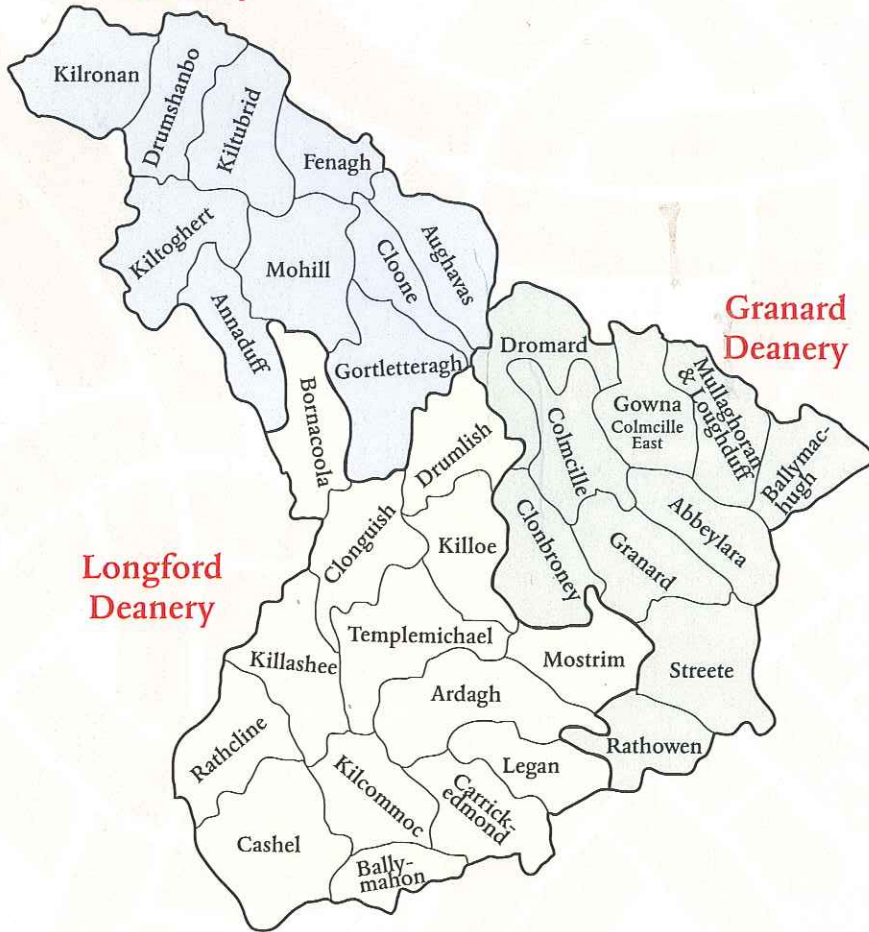 Kilronan
Drumshanbo
Kiltubrid
Fenagh
Kiltoghert
Mohill
Cloone
Aughavas
Annaduff
Gortletteragh
Bornacoola
Granard
Deanery
Dromard
Gowna
Colmcille
East
Mullaghoran
& Loughduff
Ballymac-
hugh
Colmcille
Abbeylara
Clonbroney
Granard
Drumlish
Clonguish
Killoe
Longford
Deanery
Templemichael
Mostrim
Streete
Killashee
Ardagh
Rathowen
Rathcline
Legan
Kilcommoc
Carrick-
edmond
Cashel
Bally-
mahon